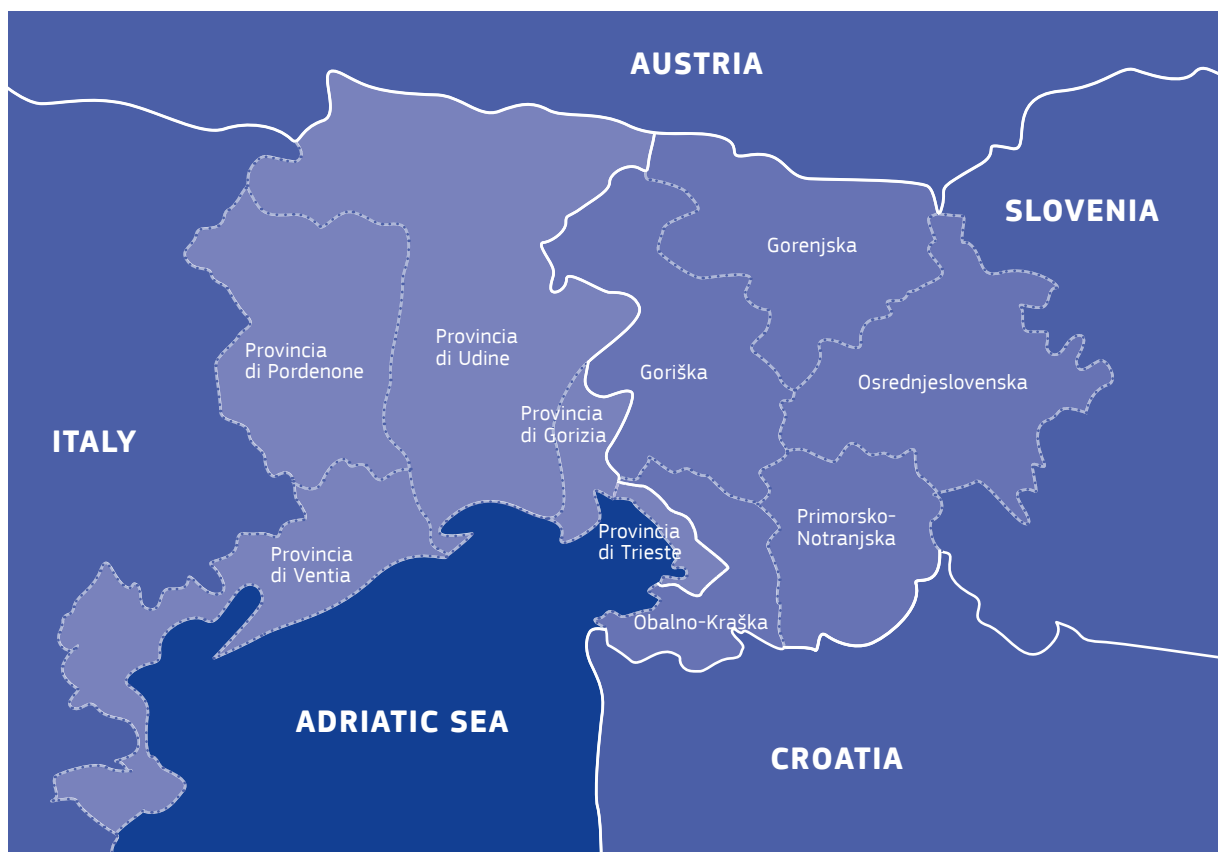 AUSTRIA
SLOVENIA
Gorenjska
Provincia
di Udine
Provincia
di Pordenone
Goriška
Osrednjeslovenska
Provincia
di Gorizia
ITALY
Primorsko-
Notranjska
Provincia
di Trieste
Provincia
di Ventia
Obalno-Kraška
ADRIATIC SEA
CROATIA